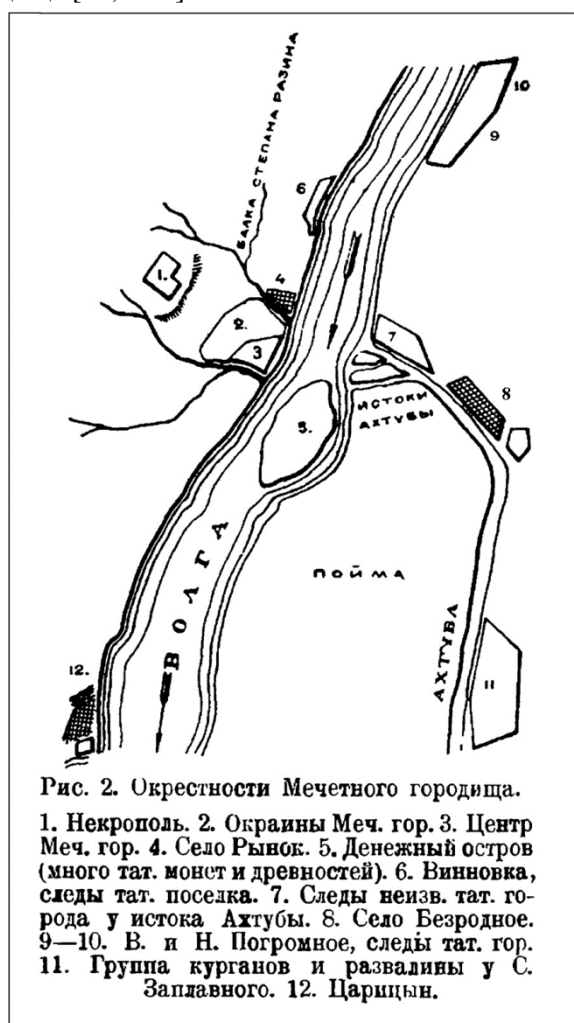 БАЛКА СТЕПАНА РАЗИНА
10
9
6
1.
4
2.
3
7
8
ИСТОКИ
АХТУБЫ
5.
ПОЙМА
ВОЛГА
АХТУБА
11
12.
Рис. 2. Окрестности Мечетного городища.
1. Некрополь. 2. Окраины Меч. гор. 3. Центр
Меч. гор. 4. Село Рынок. 5. Денежный остров
(много тат. монет и древностей). 6. Винновка,
следы тат. поселка. 7. Следы неизв. тат. го-
рода у истока Ахтубы. 8. Село Безродное.
9—10. В. и Н. Погромное, следы тат. гор.
11. Группа курганов и развалины у С.
Заплавного. 12. Царицын.